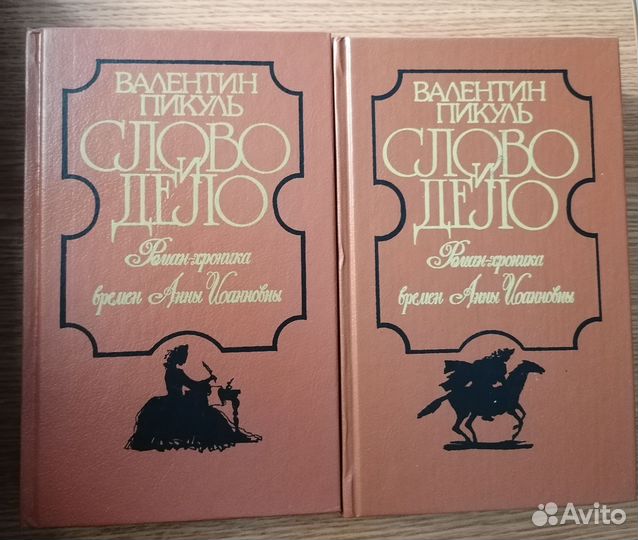 ВАЛЕНТИН
ПИКУЛЬ
СЛОВО
И
ДЕЛО
Роман-хроника
времен Анны Иоанновны
ВАЛЕНТИН
ПИКУЛЬ
СЛОВО
И
ДЕЛО
Роман-хроника
времен Анны Иоанновны
Avito